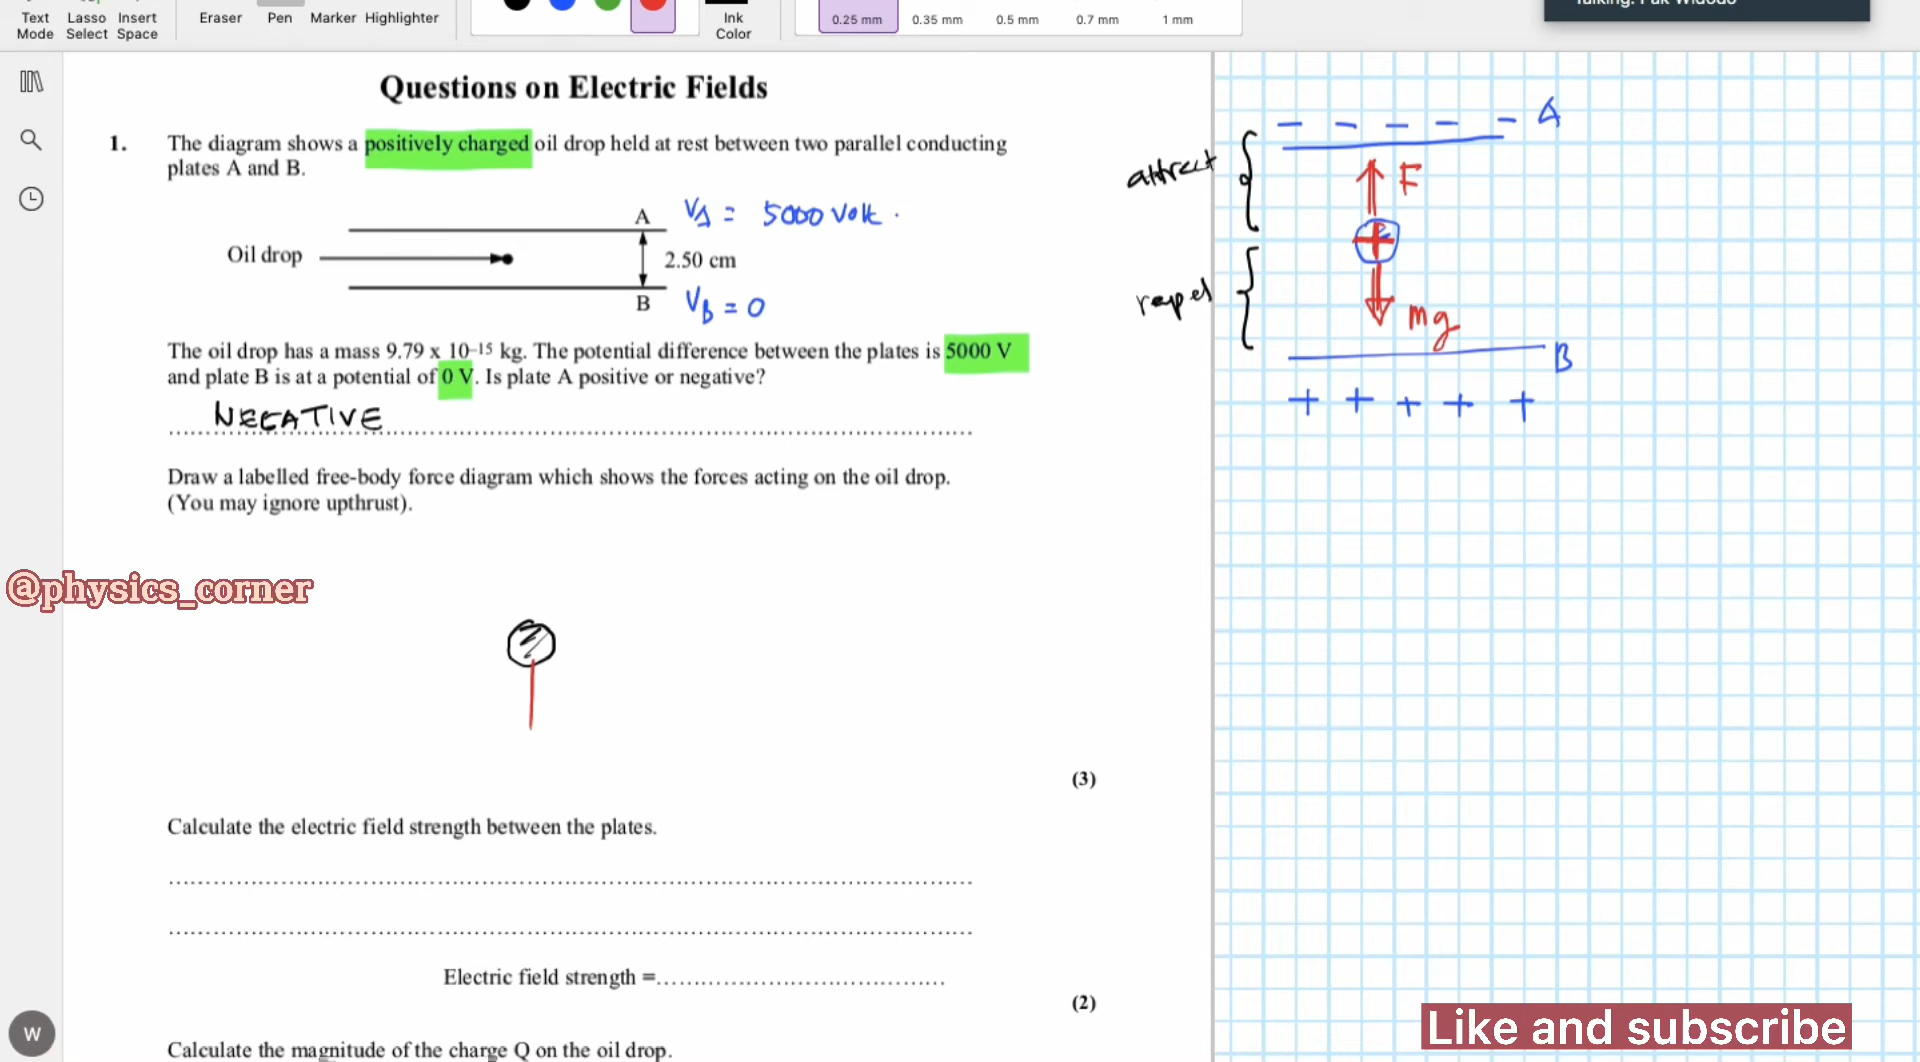 Talking: Pak Widodo
Text Mode
Lasso Select
Insert Space
Eraser
Pen
Marker
Highlighter
Ink Color
0.25 mm
0.35 mm
0.5 mm
0.7 mm
1 mm
Questions on Electric Fields
1. The diagram shows a positively charged oil drop held at rest between two parallel conducting
plates A and B.
A VA = 5000 Volt.
Oil drop
2.50 cm
B VB = 0
The oil drop has a mass 9.79 x 10⁻¹⁵ kg. The potential difference between the plates is 5000 V
and plate B is at a potential of 0 V. Is plate A positive or negative?
NEGATIVE
Draw a labelled free-body force diagram which shows the forces acting on the oil drop.
(You may ignore upthrust).
@physics_corner
(3)
Calculate the electric field strength between the plates.
Electric field strength =
(2)
Calculate the magnitude of the charge Q on the oil drop.
W
- - - - - A
attract
F
+
repel
mg
B
+ + + + +
Like and subscribe